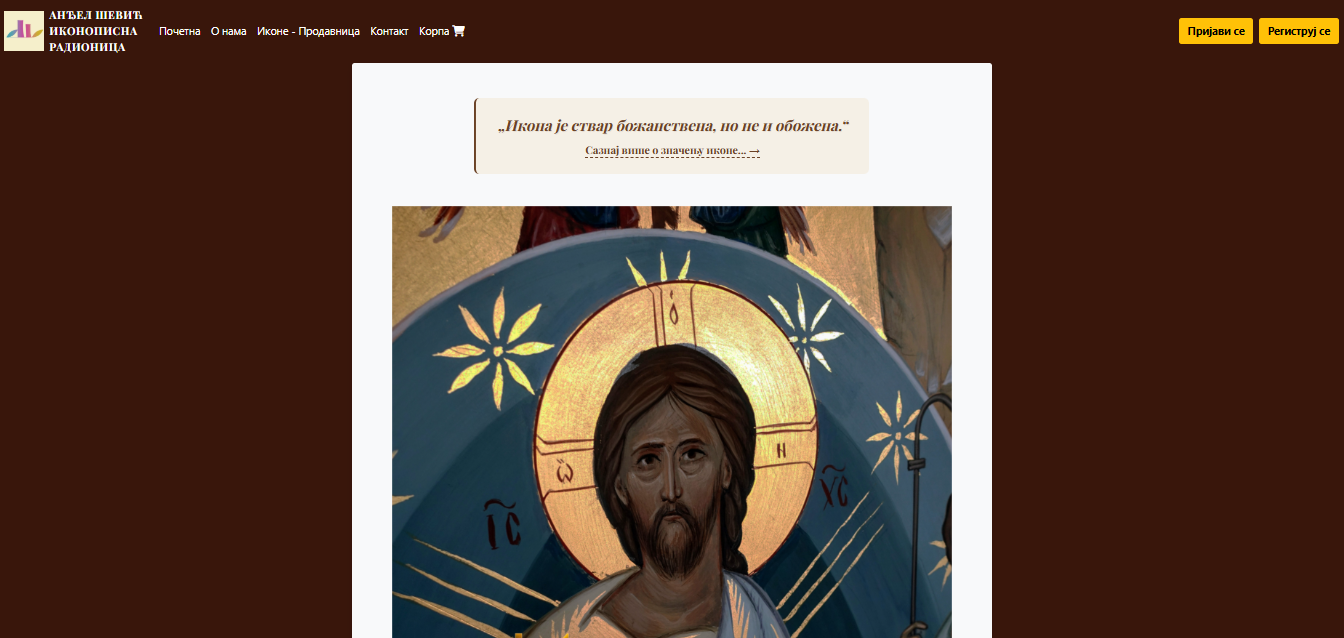 АНЂЕЛ ШЕВИЋ
ИКОНОПИСНА
РАДИОНИЦА
Почетна О нама Иконе - Продавница Контакт Корпа
Пријави се Региструј се
„Икона је ствар божанствена, но не и обожена.“
Сазнај више о значењу иконе... →
Ѡ Н
ІС ХС